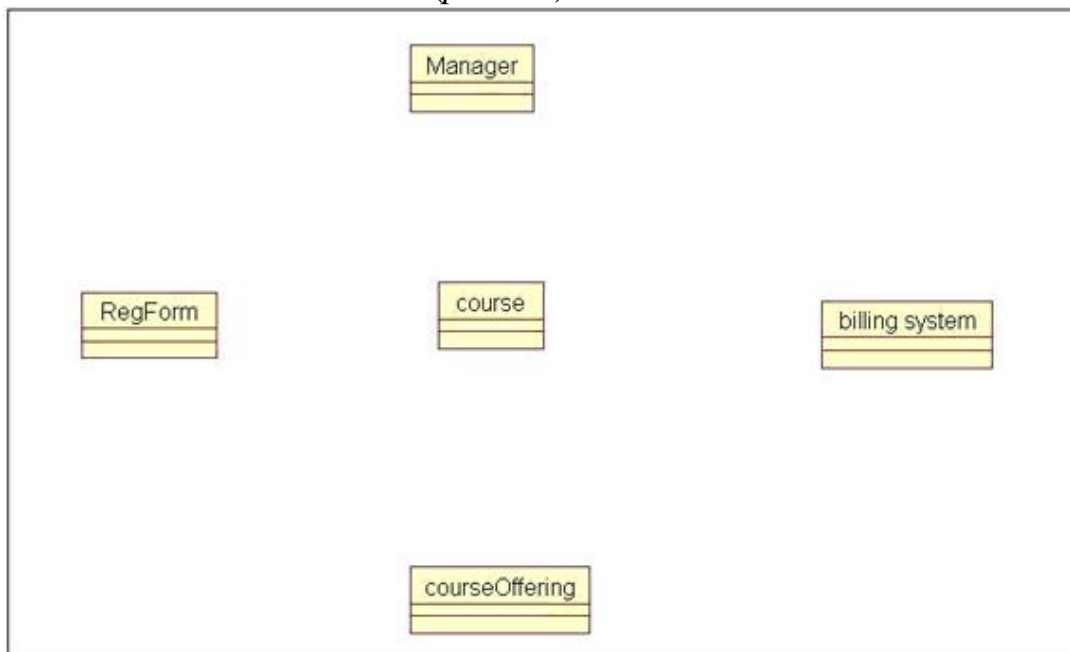 Manager
RegForm
course
billing system
courseOffering